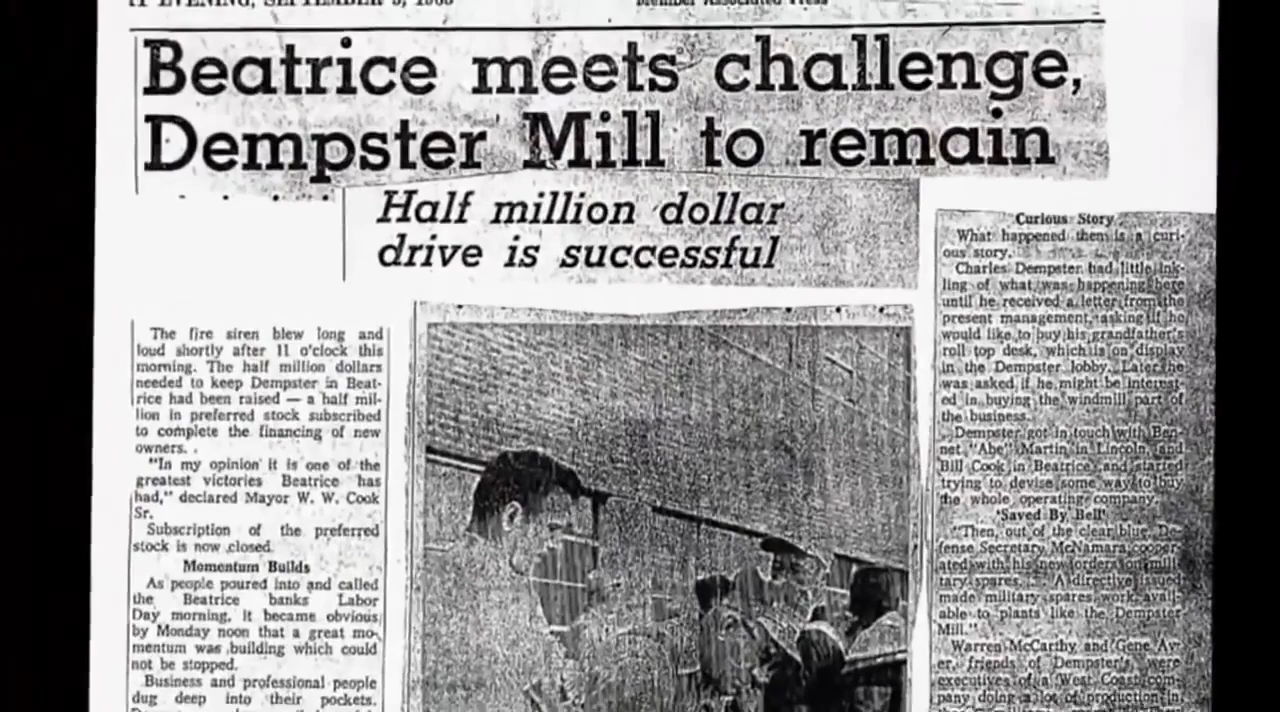 EVENING, SEPTEMBER
Member Associated Press
Beatrice meets challenge,
Dempster Mill to remain
Half million dollar
drive is successful
The fire siren blew long and
loud shortly after 11 o'clock this
morning. The half million dollars
needed to keep Dempster in Beat-
rice had been raised — a half mil-
lion in preferred stock subscribed
to complete the financing of new
owners.
"In my opinion it is one of the
greatest victories Beatrice has
had," declared Mayor W. W. Cook
Sr.
Subscription of the preferred
stock is now closed.
Momentum Builds
As people poured into and called
the Beatrice banks Labor
Day morning, it became obvious
by Monday noon that a great mo-
mentum was building which could
not be stopped.
Business and professional people
dug deep into their pockets.
Curious Story
What happened then is a curi-
ous story.
Charles Dempster had little ink-
ling of what was happening here
until he received a letter from the
present management, asking if he
would like to buy his grandfather's
roll top desk, which is on display
in the Dempster lobby. Later he
was asked if he might be interest-
ed in buying the windmill part of
the business.
Dempster got in touch with Ben-
net "Abe" Martin in Lincoln, and
Bill Cook in Beatrice and started
trying to devise some way to buy
the whole operating company.
'Saved By Bell'
"Then, out of the clear blue, De-
fense Secretary McNamara cooper-
ated with his new orders on mili-
tary spares. . . A directive issued
made military spares work avail-
able to plants like the Dempster
Mill."
Warren McCarthy and Gene Av-
er, friends of Dempster's, were
executives of a West Coast com-
pany doing a lot of production in